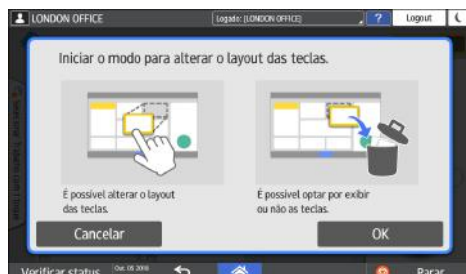 LONDON OFFICE
Logado: [LONDON OFFICE]
?
Logout
Iniciar o modo para alterar o layout das teclas.
É possível alterar o layout
das teclas.
É possível optar por exibir
ou não as teclas.
Cancelar
OK
Verificar status
Parar